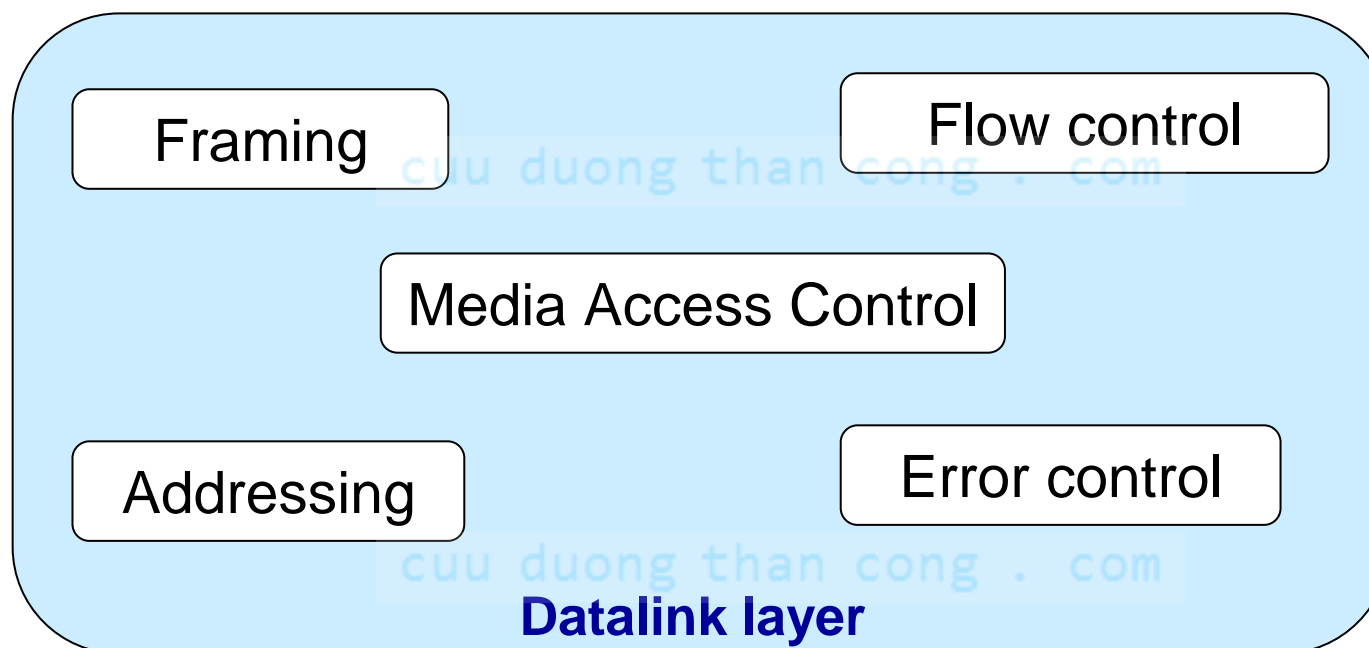 Framing
Flow control
cuu duong than cong . com
Media Access Control
Addressing
Error control
cuu duong than cong . com
Datalink layer